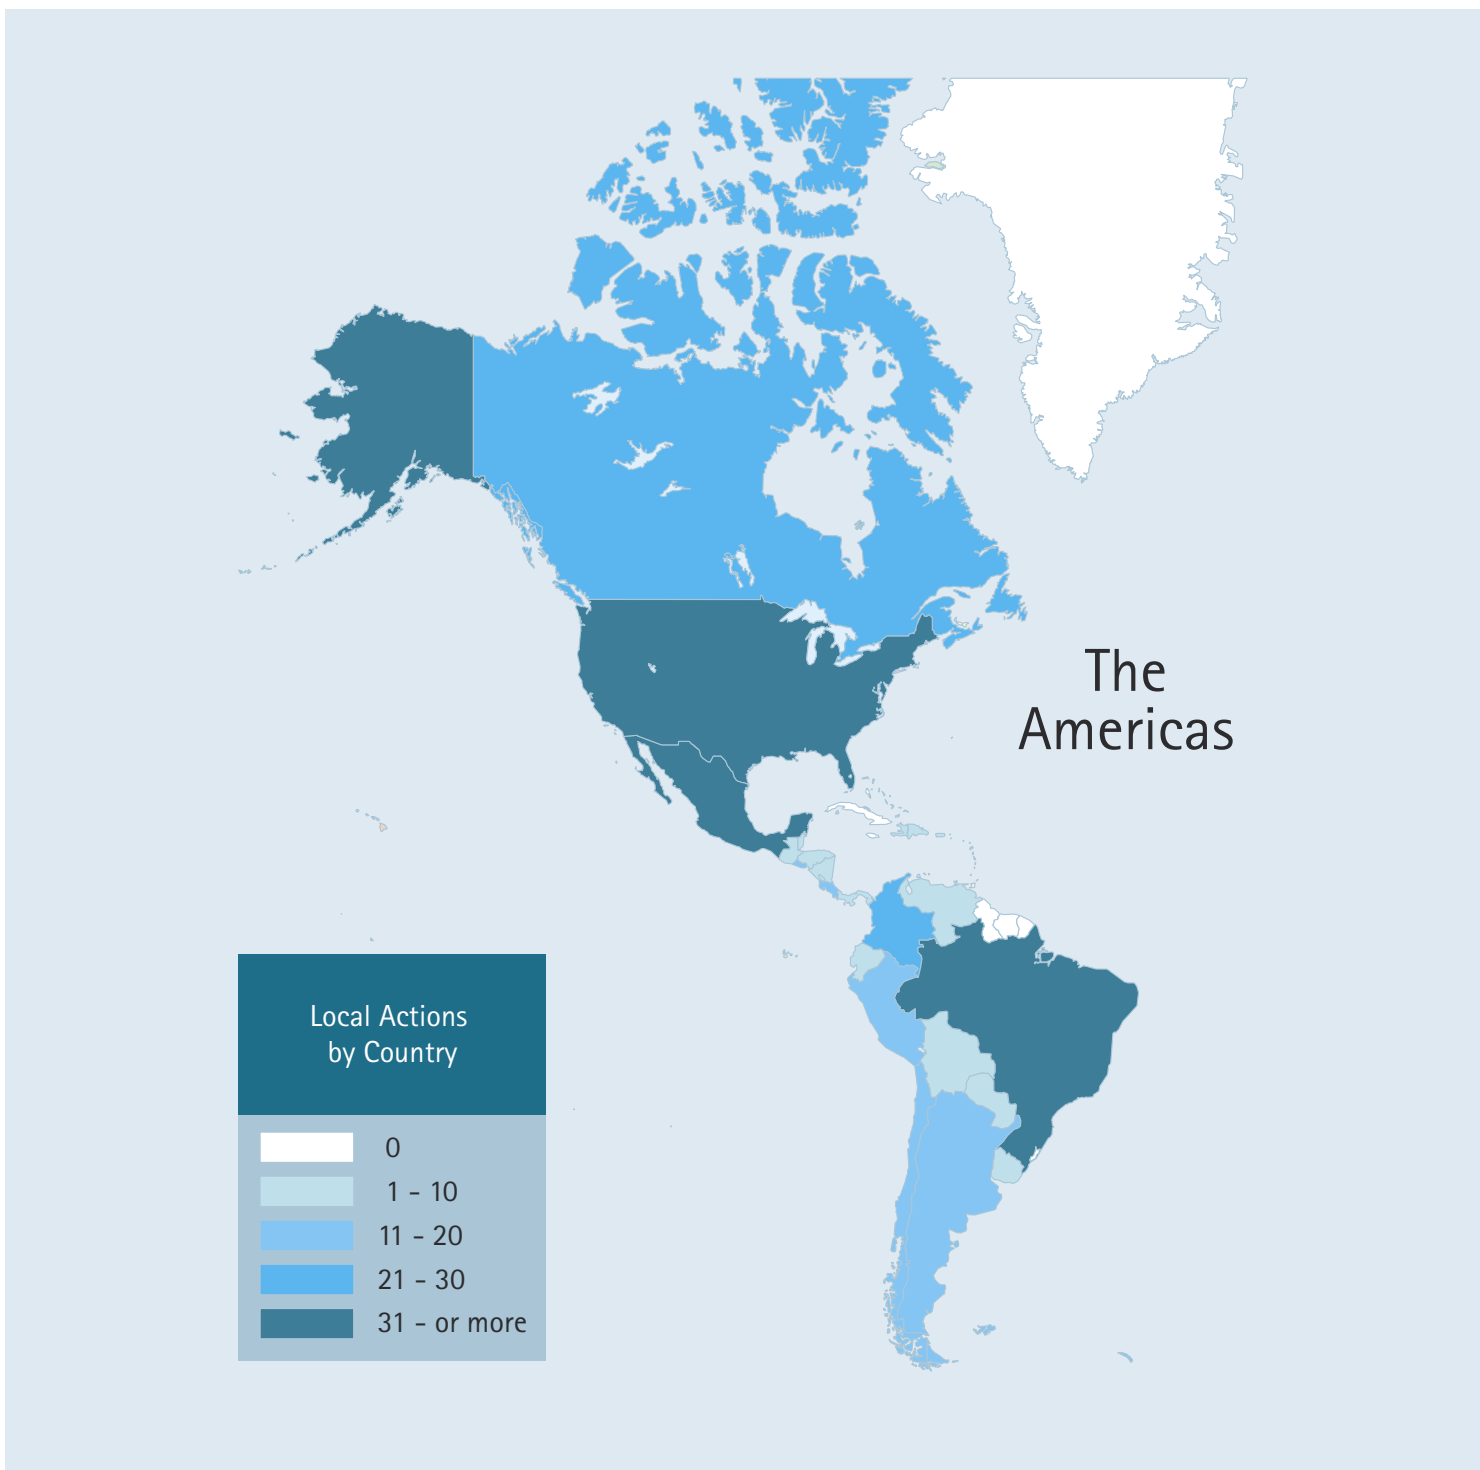 The
Americas
Local Actions
by Country
0
1 - 10
11 - 20
21 - 30
31 - or more